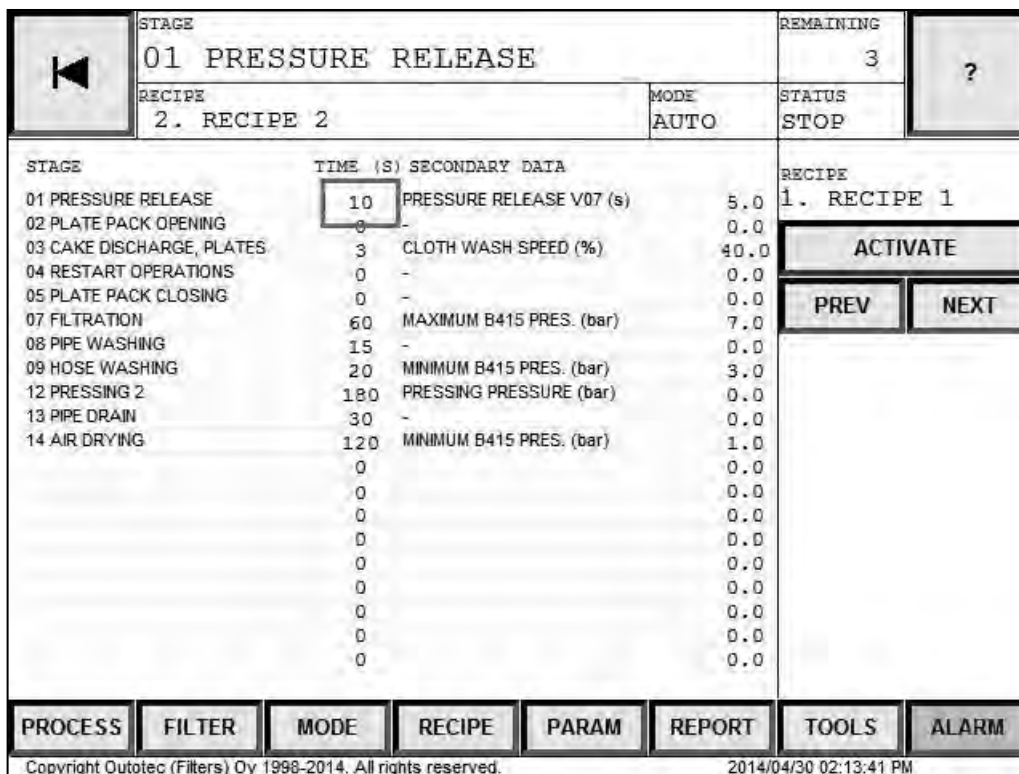 STAGE REMAINING
01 PRESSURE RELEASE 3 ?
RECIPE MODE STATUS
2. RECIPE 2 AUTO STOP
STAGE TIME (S) SECONDARY DATA RECIPE
01 PRESSURE RELEASE 10 PRESSURE RELEASE V07 (s) 5.0 1. RECIPE 1
02 PLATE PACK OPENING 0 - 0.0
03 CAKE DISCHARGE, PLATES 3 CLOTH WASH SPEED (%) 40.0 ACTIVATE
04 RESTART OPERATIONS 0 - 0.0
05 PLATE PACK CLOSING 0 - 0.0 PREV NEXT
07 FILTRATION 60 MAXIMUM B415 PRES. (bar) 7.0
08 PIPE WASHING 15 - 0.0
09 HOSE WASHING 20 MINIMUM B415 PRES. (bar) 3.0
12 PRESSING 2 180 PRESSING PRESSURE (bar) 0.0
13 PIPE DRAIN 30 - 0.0
14 AIR DRYING 120 MINIMUM B415 PRES. (bar) 1.0
0 0.0
0 0.0
0 0.0
0 0.0
0 0.0
0 0.0
0 0.0
0 0.0
0 0.0
PROCESS FILTER MODE RECIPE PARAM REPORT TOOLS ALARM
Copyright Outotec (Filters) Oy 1998-2014. All rights reserved. 2014/04/30 02:13:41 PM